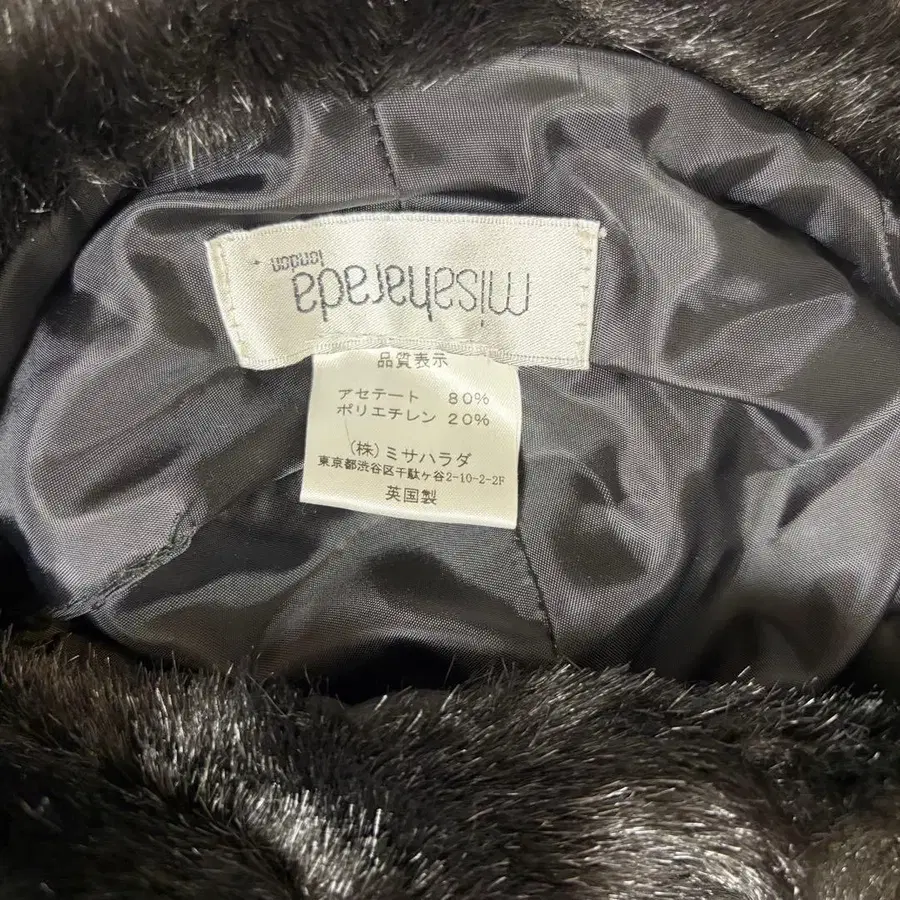 misaharada
london
品質表示
アセテート 80%
ポリエチレン 20%
(株)ミサハラダ
東京都渋谷区千駄ヶ谷2-10-2-2F
英国製